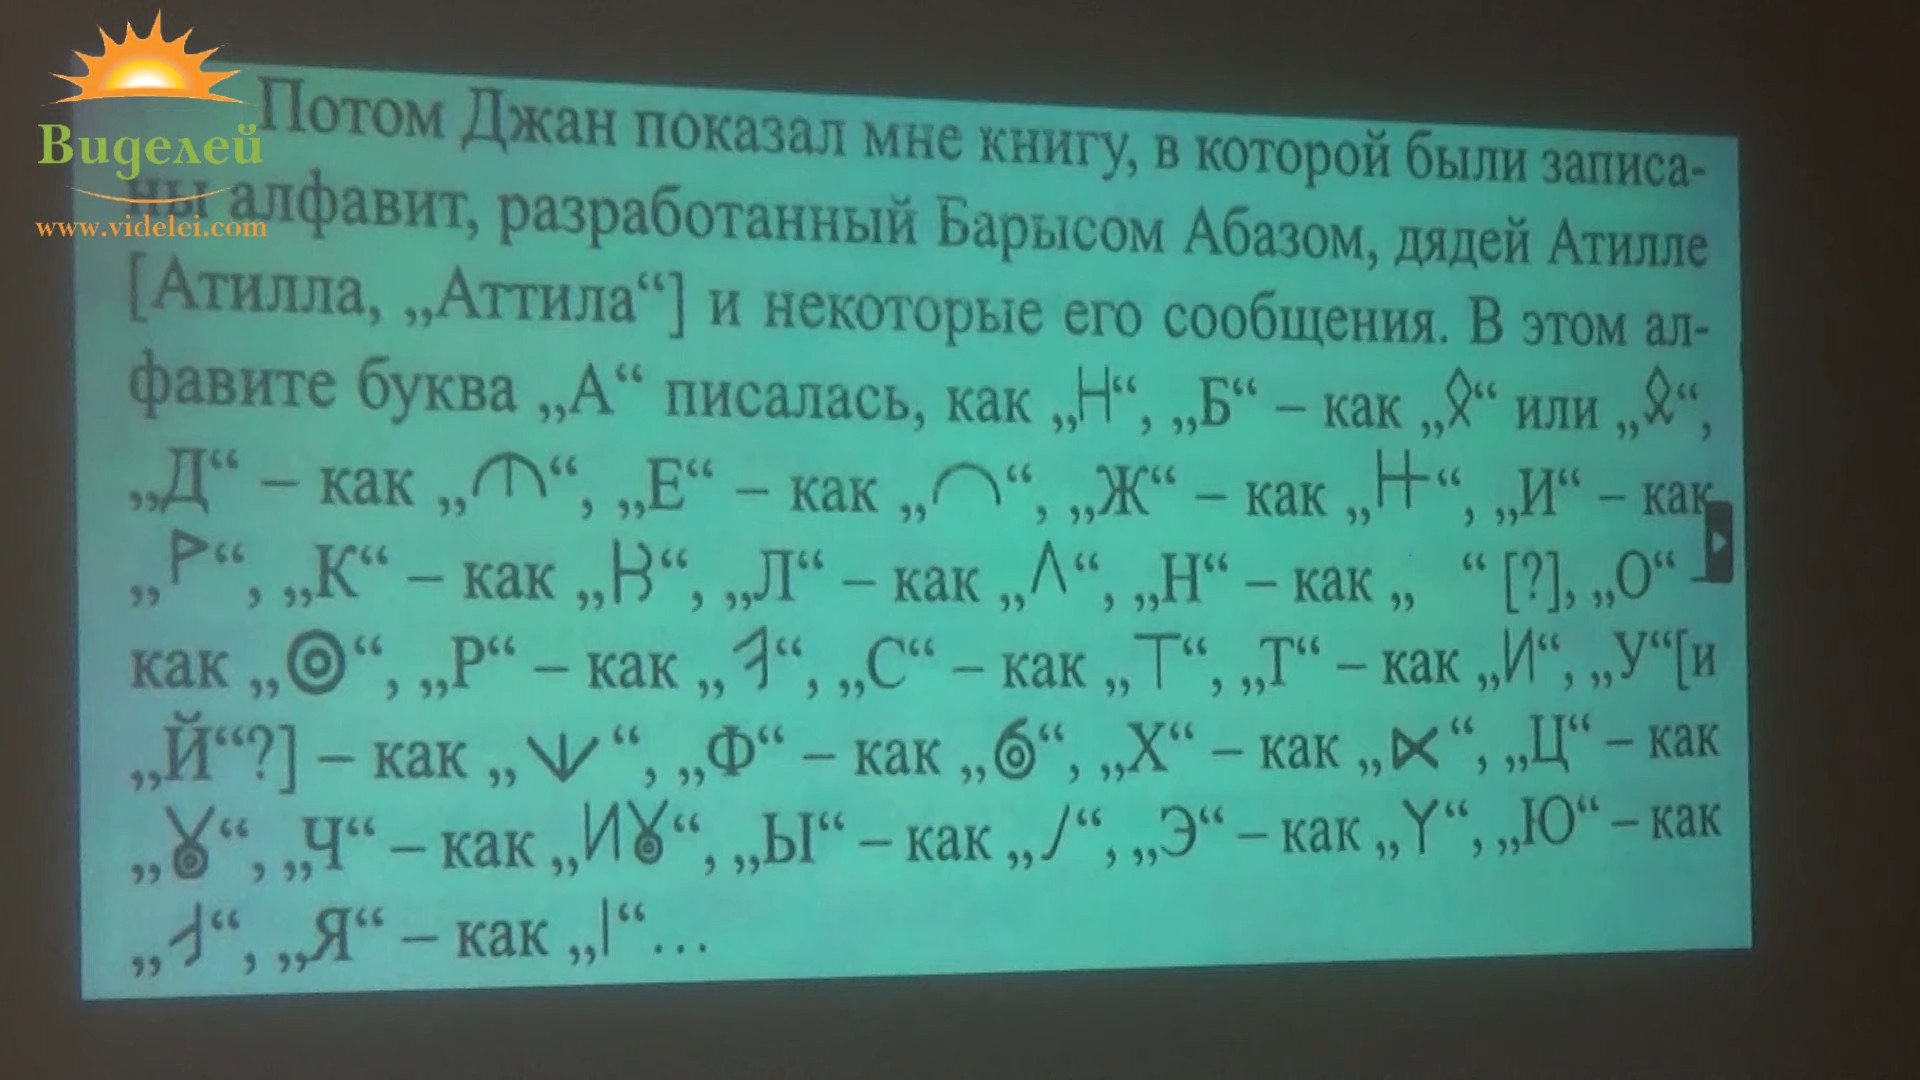 Виделей
www.videlei.com
Потом Джан показал мне книгу, в которой были записа-
ны алфавит, разработанный Барысом Абазом, дядей Атилле
[Атилла, „Аттила“] и некоторые его сообщения. В этом ал-
фавите буква „А“ писалась, как „“, „Б“ – как „“ или „“,
„Д“ – как „“, „Е“ – как „“, „Ж“ – как „“, „И“ – как
„“, „К“ – как „“, „Л“ – как „Λ“, „Н“ – как „ “ [?], „О“ –
как „◎“, „Р“ – как „“, „С“ – как „Т“, „Т“ – как „И“, „У“[и
„Й“?] – как „“, „Ф“ – как „“, „Х“ – как „“, „Ц“ – как
„“, „Ч“ – как „“, „Ы“ – как „“, „Э“ – как „Y“, „Ю“ – как
„“, „Я“ – как „|“...